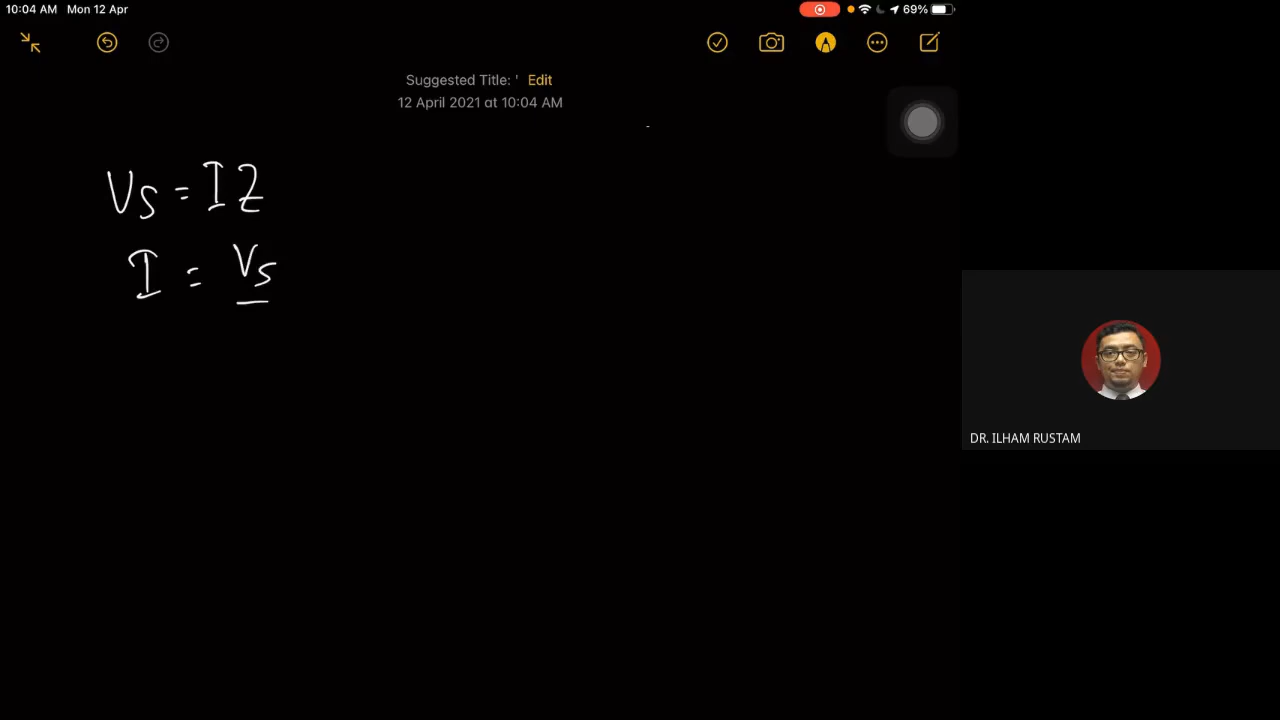 10:04 AM Mon 12 Apr
69%
Suggested Title: ' Edit
12 April 2021 at 10:04 AM
Vs = IZ
I = Vs
DR. ILHAM RUSTAM